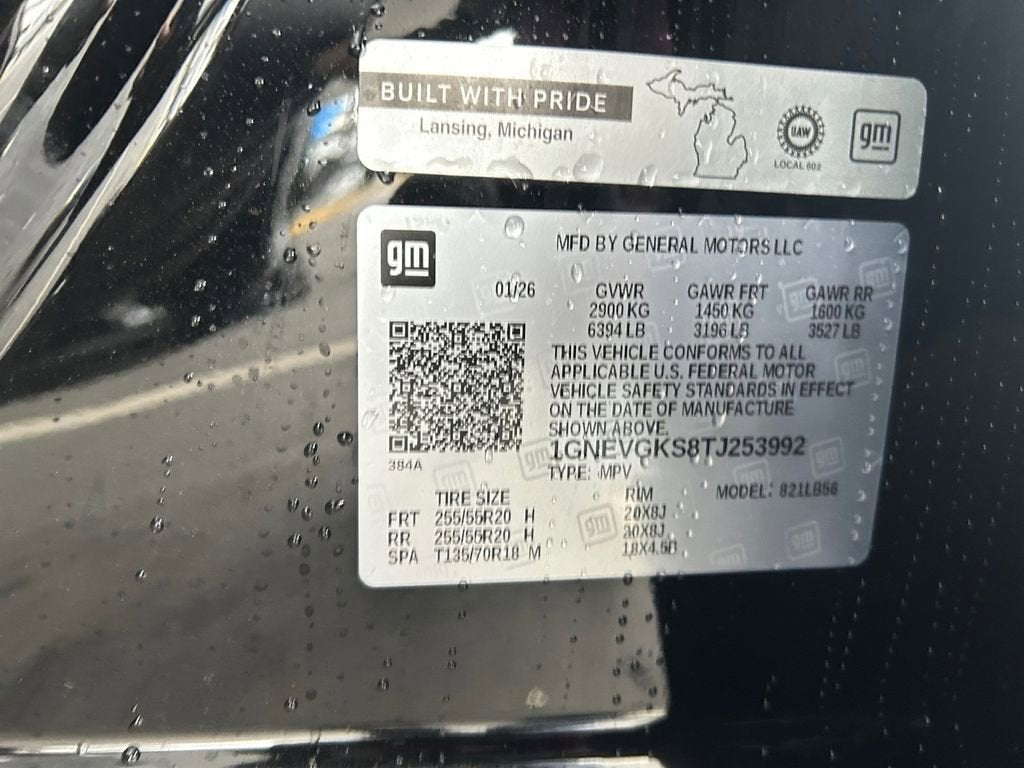 BUILT WITH PRIDE
Lansing, Michigan
UAW
LOCAL 602
gm
gm
MFD BY GENERAL MOTORS LLC
01/26 GVWR GAWR FRT GAWR RR
2900 KG 1450 KG 1600 KG
6394 LB 3196 LB 3527 LB
THIS VEHICLE CONFORMS TO ALL
APPLICABLE U.S. FEDERAL MOTOR
VEHICLE SAFETY STANDARDS IN EFFECT
ON THE DATE OF MANUFACTURE
SHOWN ABOVE.
1GNEVGKS8TJ253992
384A
TYPE: MPV
MODEL: 821LB56
TIRE SIZE RIM
FRT 255/55R20 H 20X8J
RR 255/55R20 H 20X8J
SPA T135/70R18 M 18X4.5B